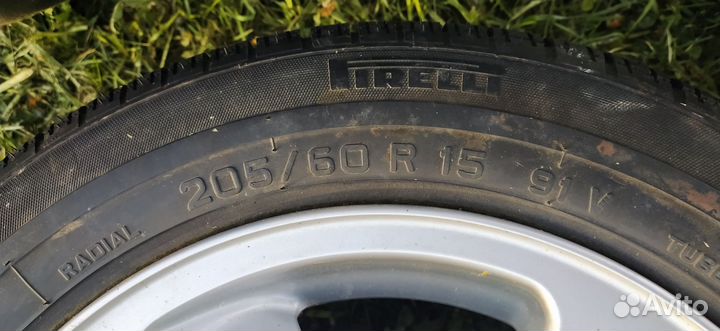 PIRELLI
205/60 R 15 91 V
RADIAL
TUBE
Avito